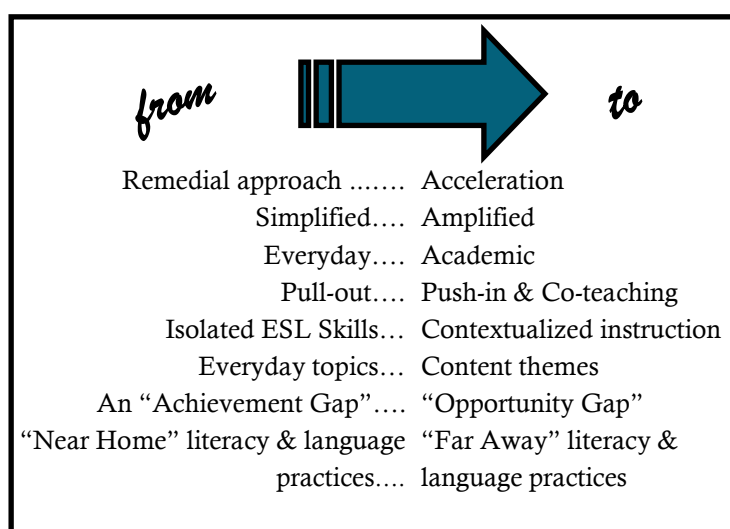 from to
Remedial approach ....... Acceleration
Simplified.... Amplified
Everyday.... Academic
Pull-out.... Push-in & Co-teaching
Isolated ESL Skills... Contextualized instruction
Everyday topics... Content themes
An “Achievement Gap”.... “Opportunity Gap”
“Near Home” literacy & language “Far Away” literacy &
practices.... language practices